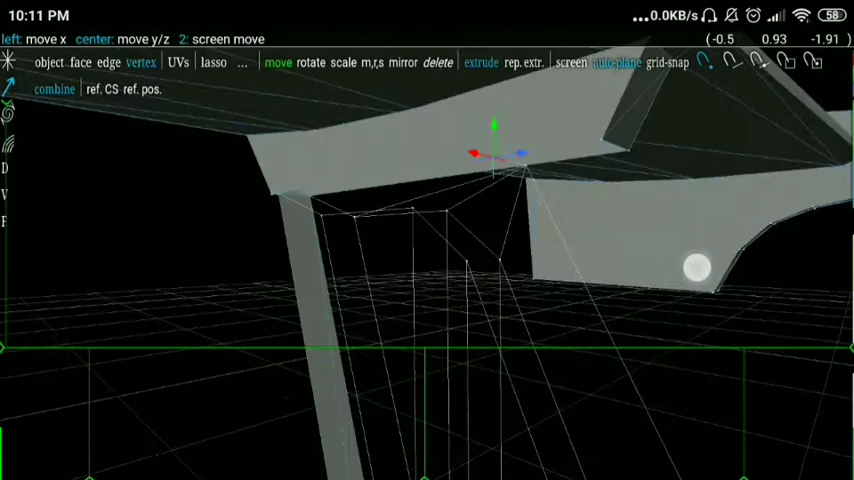 10:11 PM ...0.0KB/s 58
left: move x center: move y/z 2: screen move (-0.5 0.93 -1.91)
object face edge vertex UVs lasso ... move rotate scale m,r,s mirror delete extrude rep. extr. screen auto-plane grid-snap
combine ref. CS ref. pos.
D
V
F